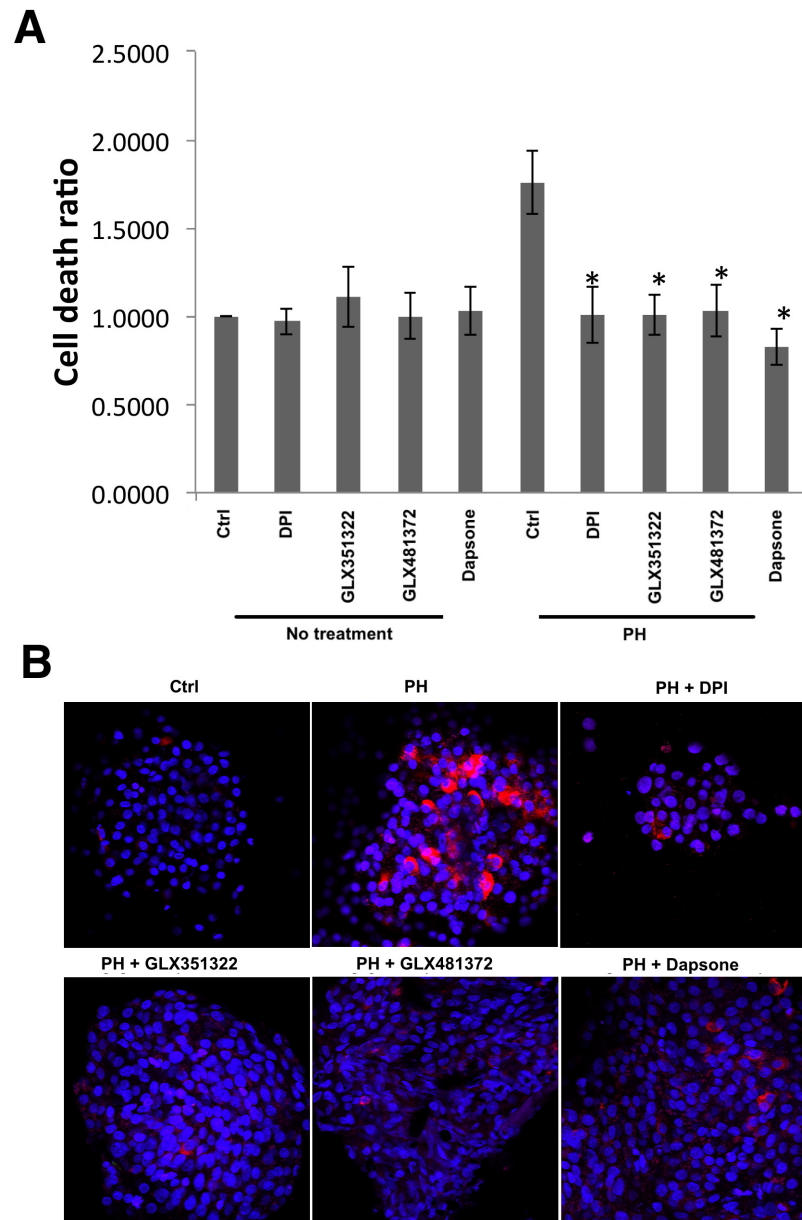 A
Cell death ratio
2.5000
2.0000
1.5000
1.0000
0.5000
0.0000
* * * *
Ctrl DPI GLX351322 GLX481372 Dapsone Ctrl DPI GLX351322 GLX481372 Dapsone
No treatment PH
B
Ctrl PH PH + DPI
PH + GLX351322 PH + GLX481372 PH + Dapsone